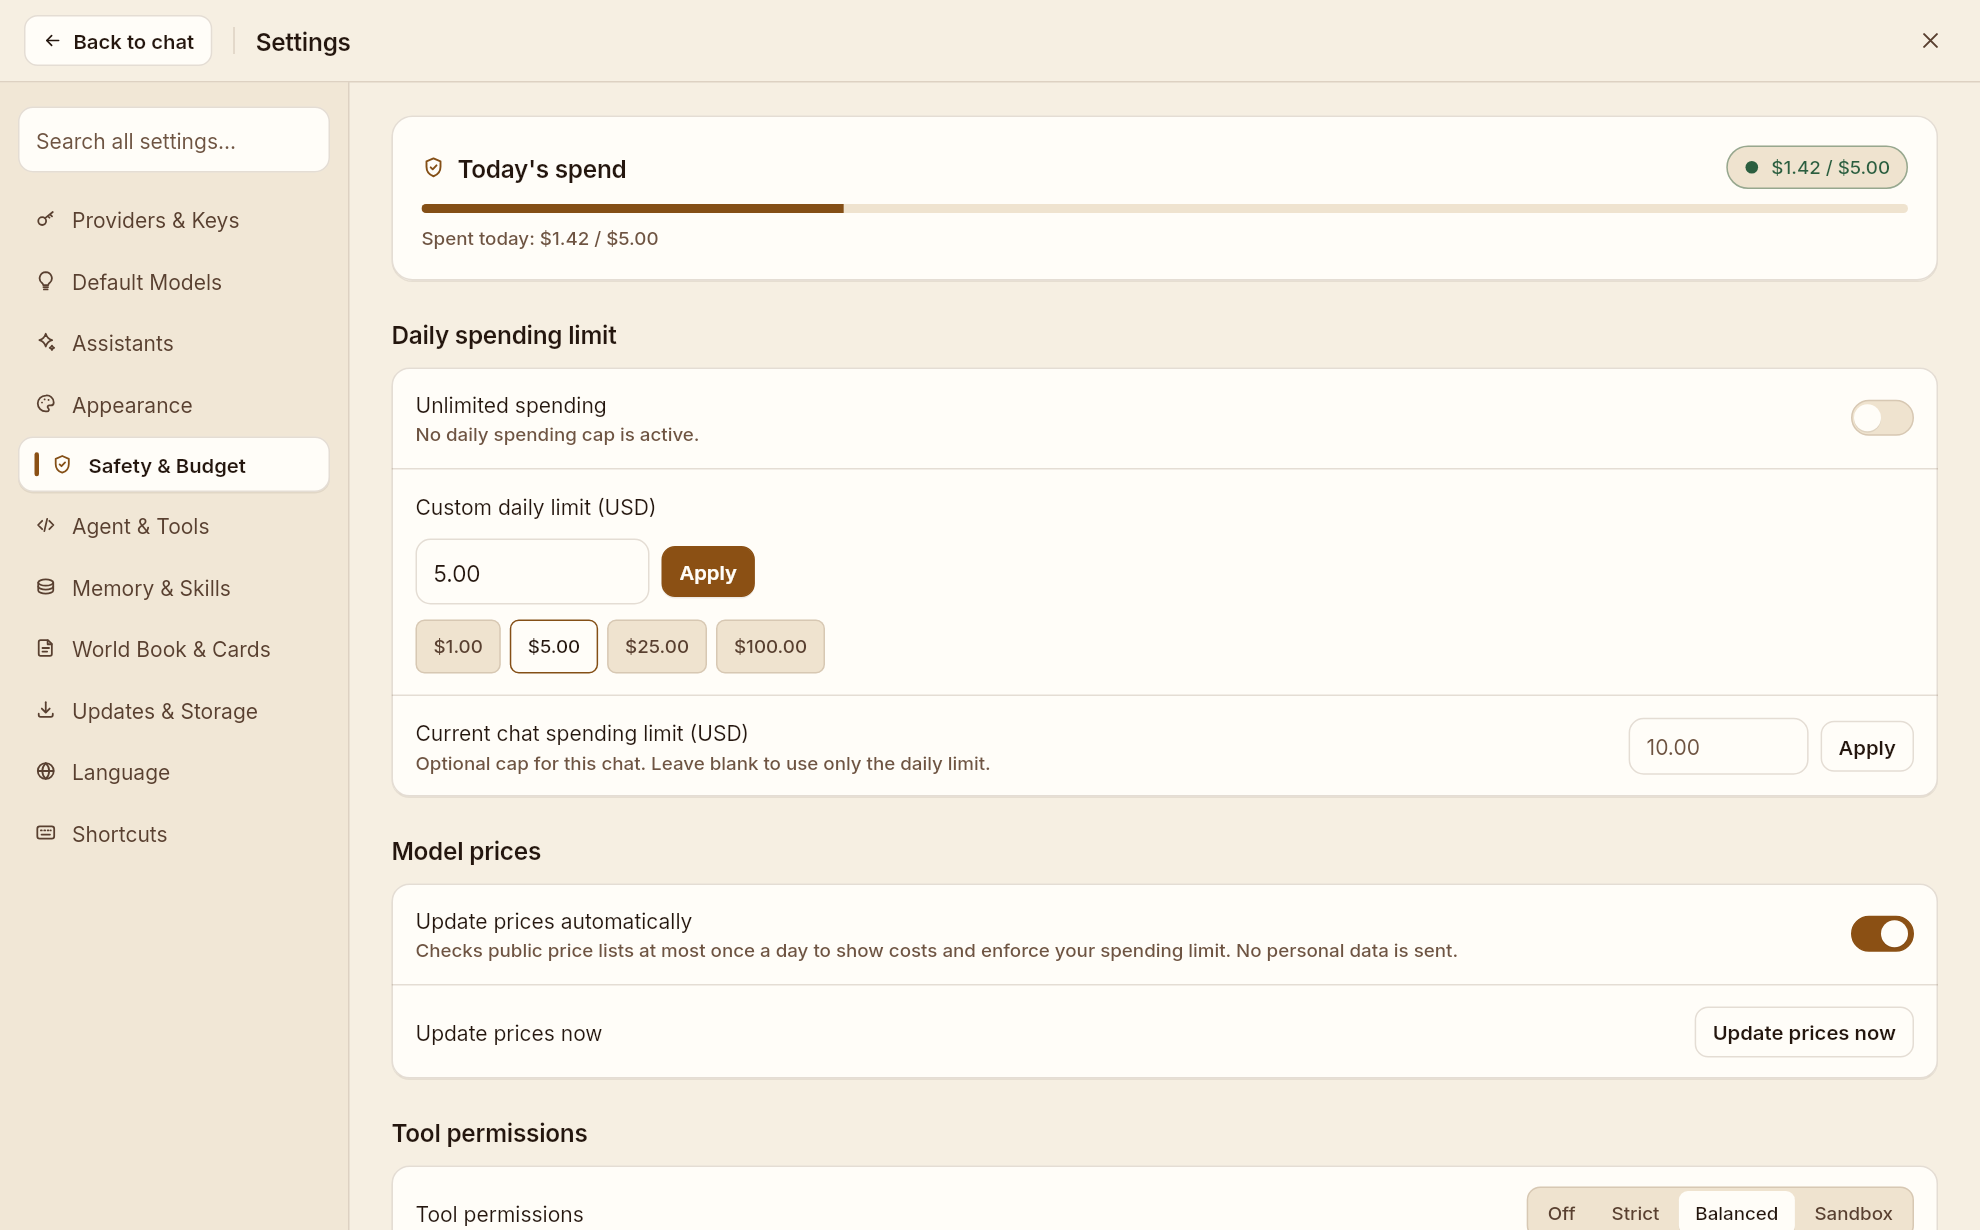 Back to chat
Settings
Search all settings...
Providers & Keys
Default Models
Assistants
Appearance
Safety & Budget
Agent & Tools
Memory & Skills
World Book & Cards
Updates & Storage
Language
Shortcuts
Today's spend
$1.42 / $5.00
Spent today: $1.42 / $5.00
Daily spending limit
Unlimited spending
No daily spending cap is active.
Custom daily limit (USD)
5.00
Apply
$1.00
$5.00
$25.00
$100.00
Current chat spending limit (USD)
Optional cap for this chat. Leave blank to use only the daily limit.
10.00
Apply
Model prices
Update prices automatically
Checks public price lists at most once a day to show costs and enforce your spending limit. No personal data is sent.
Update prices now
Update prices now
Tool permissions
Tool permissions
Off
Strict
Balanced
Sandbox